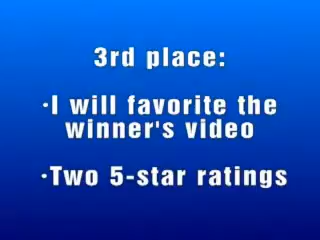 3rd place:
·I will favorite the
winner's video
·Two 5-star ratings